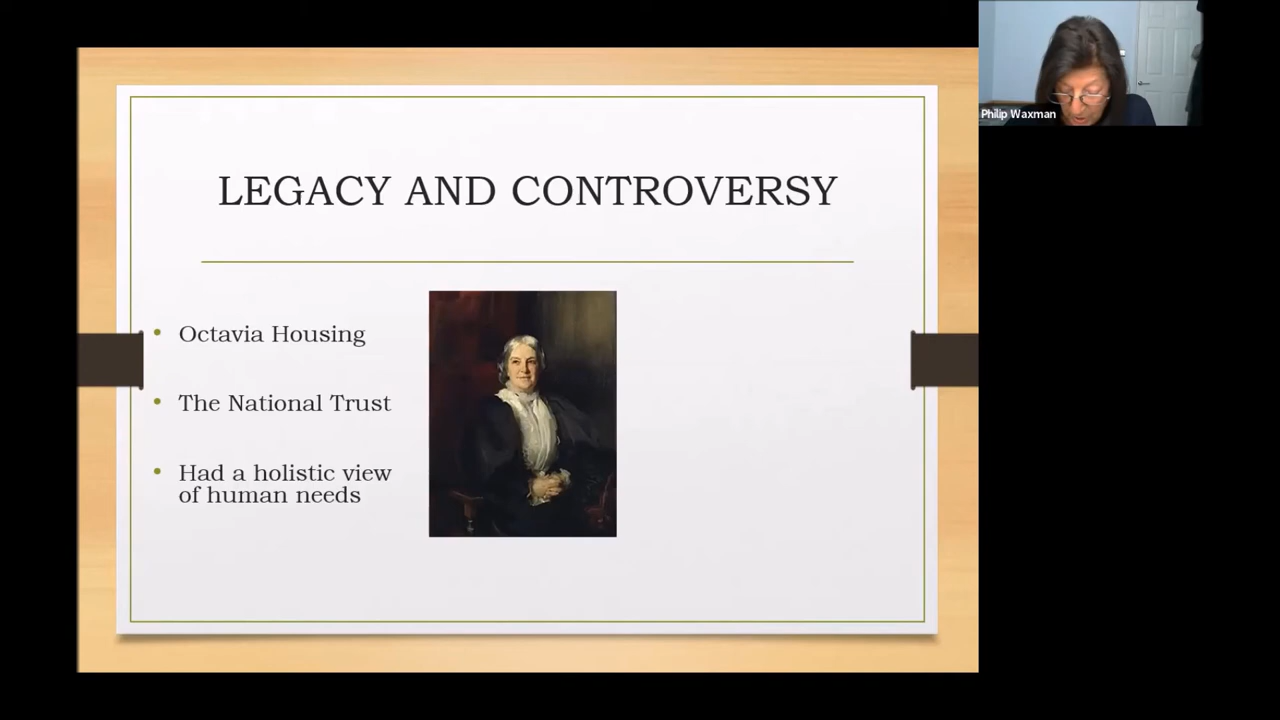 LEGACY AND CONTROVERSY
• Octavia Housing
• The National Trust
• Had a holistic view
of human needs
Philip Waxman